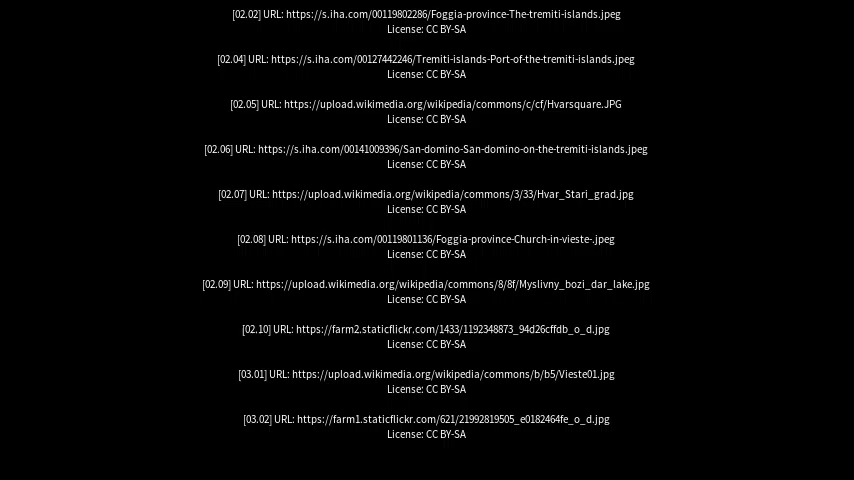 [02.02] URL: https://s.iha.com/00119802286/Foggia-province-The-tremiti-islands.jpeg
License: CC BY-SA
[02.04] URL: https://s.iha.com/00127442246/Tremiti-islands-Port-of-the-tremiti-islands.jpeg
License: CC BY-SA
[02.05] URL: https://upload.wikimedia.org/wikipedia/commons/c/cf/Hvarsquare.JPG
License: CC BY-SA
[02.06] URL: https://s.iha.com/00141009396/San-domino-San-domino-on-the-tremiti-islands.jpeg
License: CC BY-SA
[02.07] URL: https://upload.wikimedia.org/wikipedia/commons/3/33/Hvar_Stari_grad.jpg
License: CC BY-SA
[02.08] URL: https://s.iha.com/00119801136/Foggia-province-Church-in-vieste-.jpeg
License: CC BY-SA
[02.09] URL: https://upload.wikimedia.org/wikipedia/commons/8/8f/Myslivny_bozi_dar_lake.jpg
License: CC BY-SA
[02.10] URL: https://farm2.staticflickr.com/1433/1192348873_94d26cffdb_o_d.jpg
License: CC BY-SA
[03.01] URL: https://upload.wikimedia.org/wikipedia/commons/b/b5/Vieste01.jpg
License: CC BY-SA
[03.02] URL: https://farm1.staticflickr.com/621/21992819505_e0182464fe_o_d.jpg
License: CC BY-SA